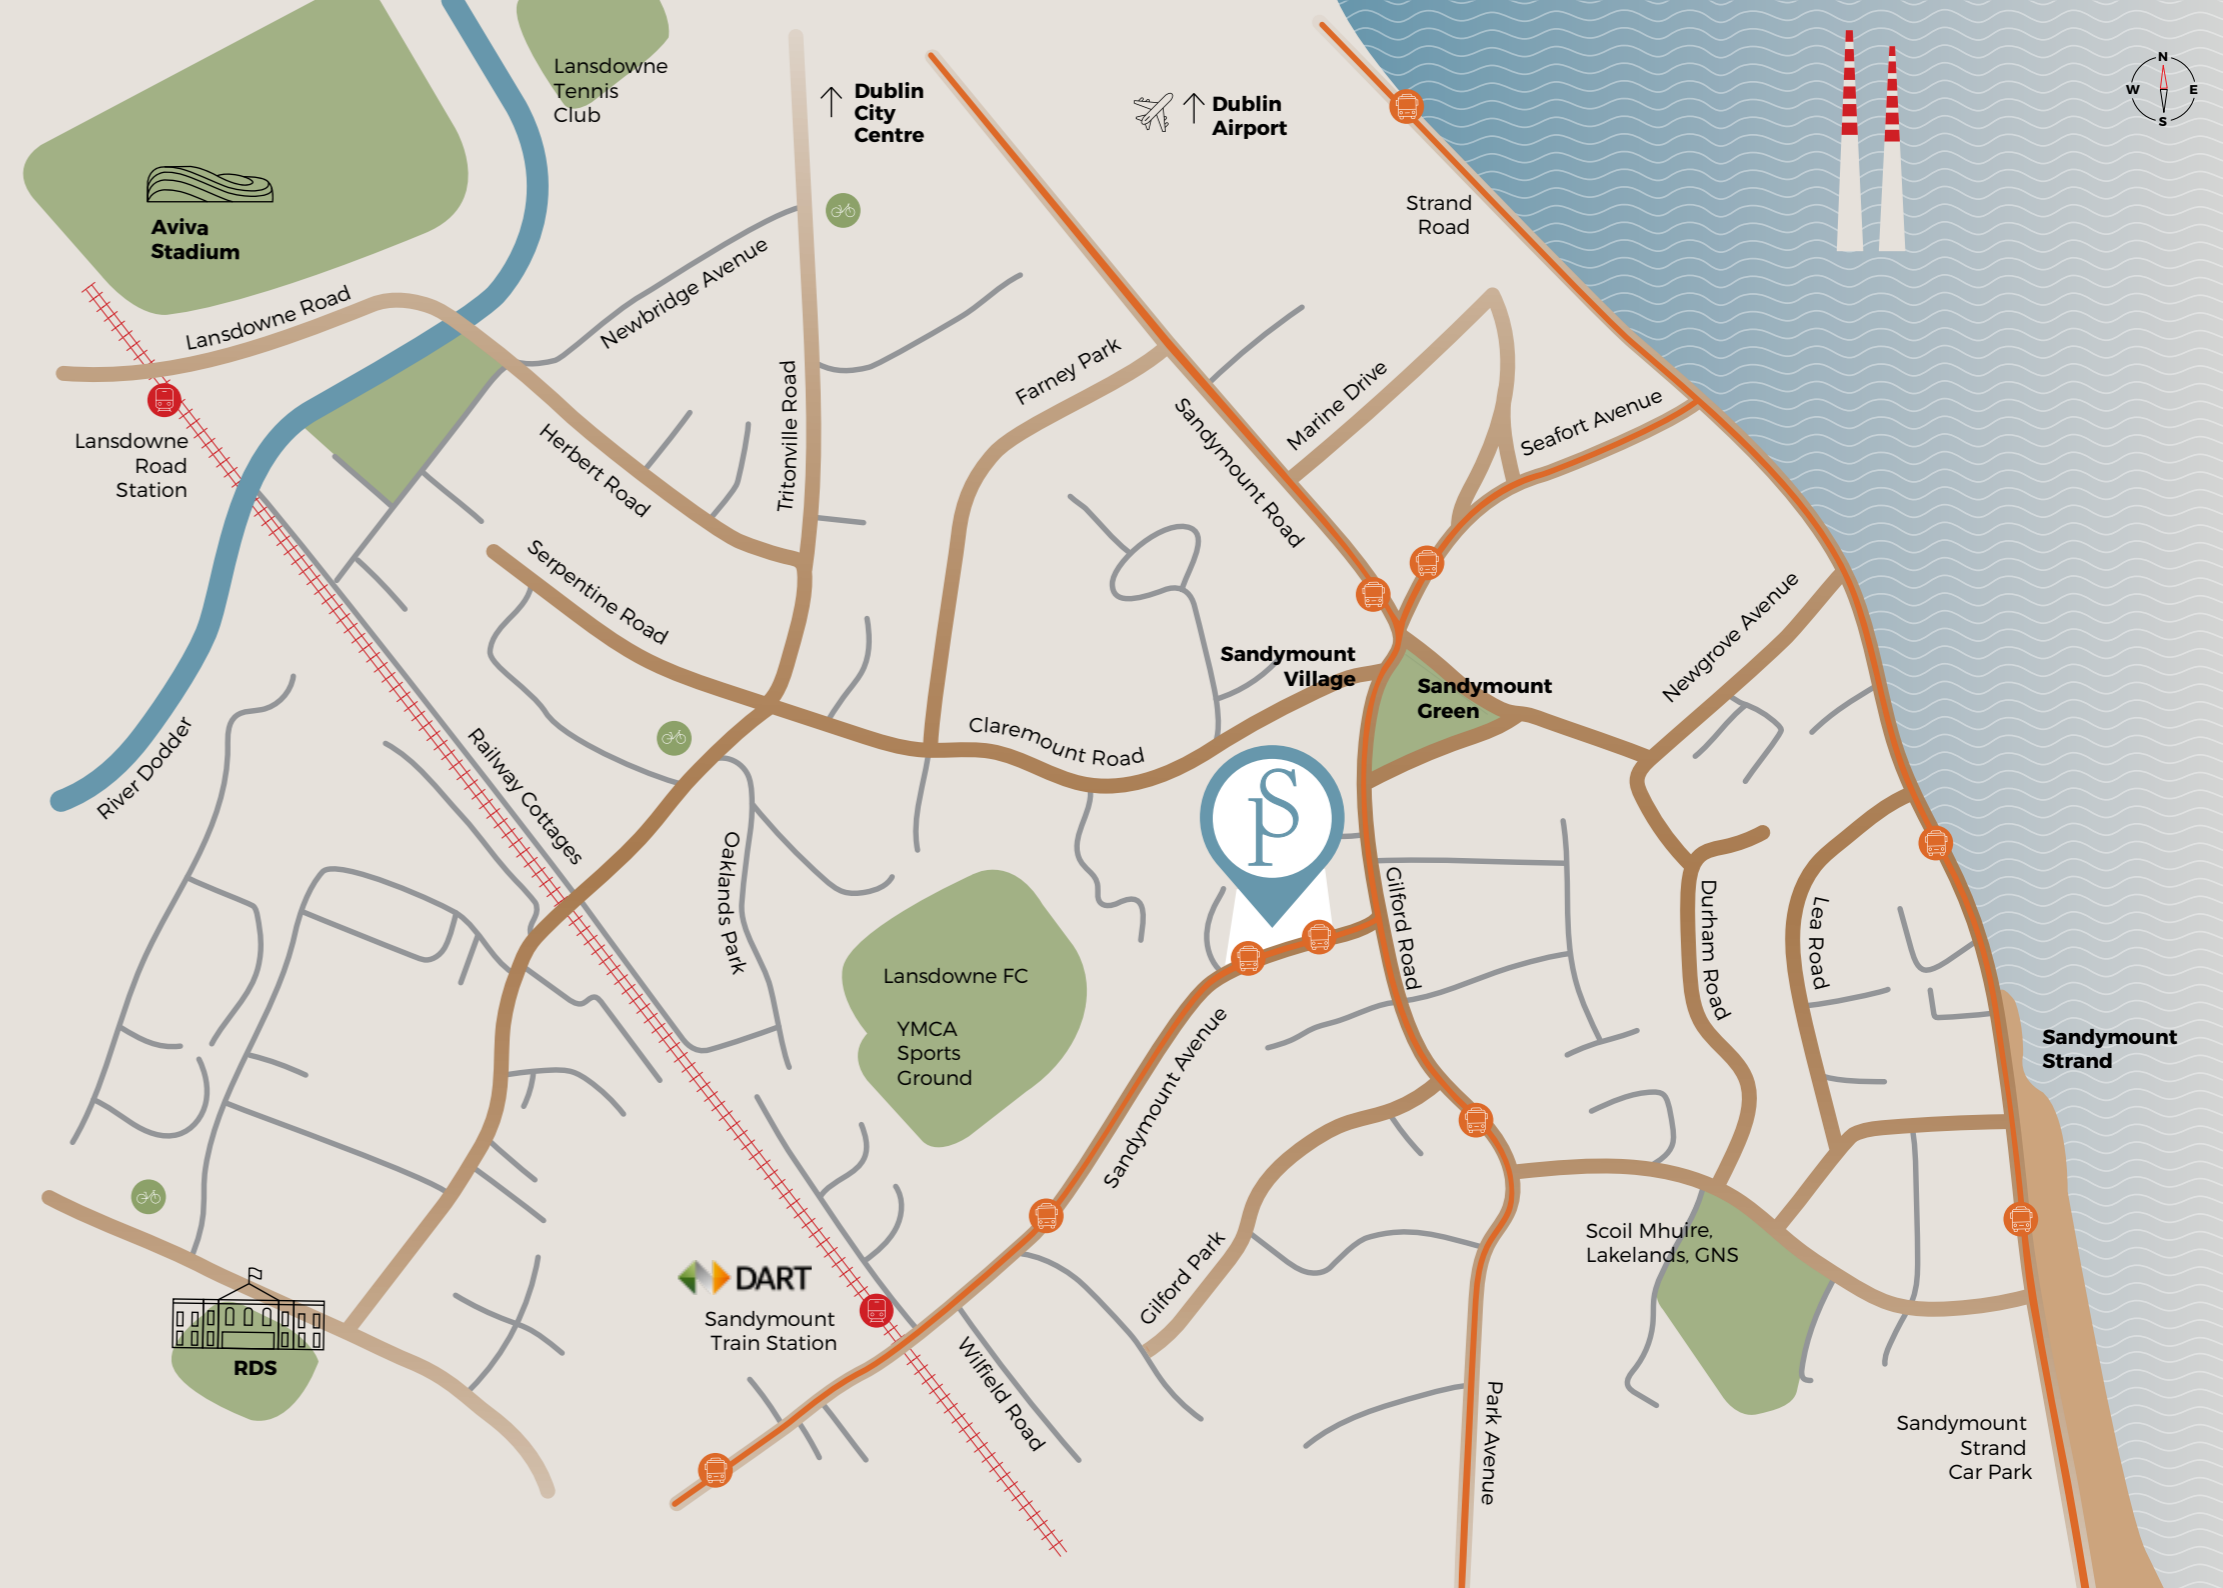 Lansdowne
Tennis
Club
Dublin
City
Centre
Dublin
Airport
N
W
E
S
Strand
Road
Aviva
Stadium
Lansdowne Road
Newbridge Avenue
Lansdowne
Road
Station
Herbert Road
Tritonville Road
Farney Park
Sandymount Road
Marine Drive
Seafort Avenue
Serpentine Road
Newgrove Avenue
Sandymount
Village
Sandymount
Green
River Dodder
Railway Cottages
Claremount Road
SP
Oaklands Park
Gilford Road
Durham Road
Lea Road
Lansdowne FC
YMCA
Sports
Ground
Sandymount
Strand
Sandymount Avenue
Gilford Park
Scoil Mhuire,
Lakelands, GNS
DART
Sandymount
Train Station
RDS
Wilfield Road
Park Avenue
Sandymount
Strand
Car Park